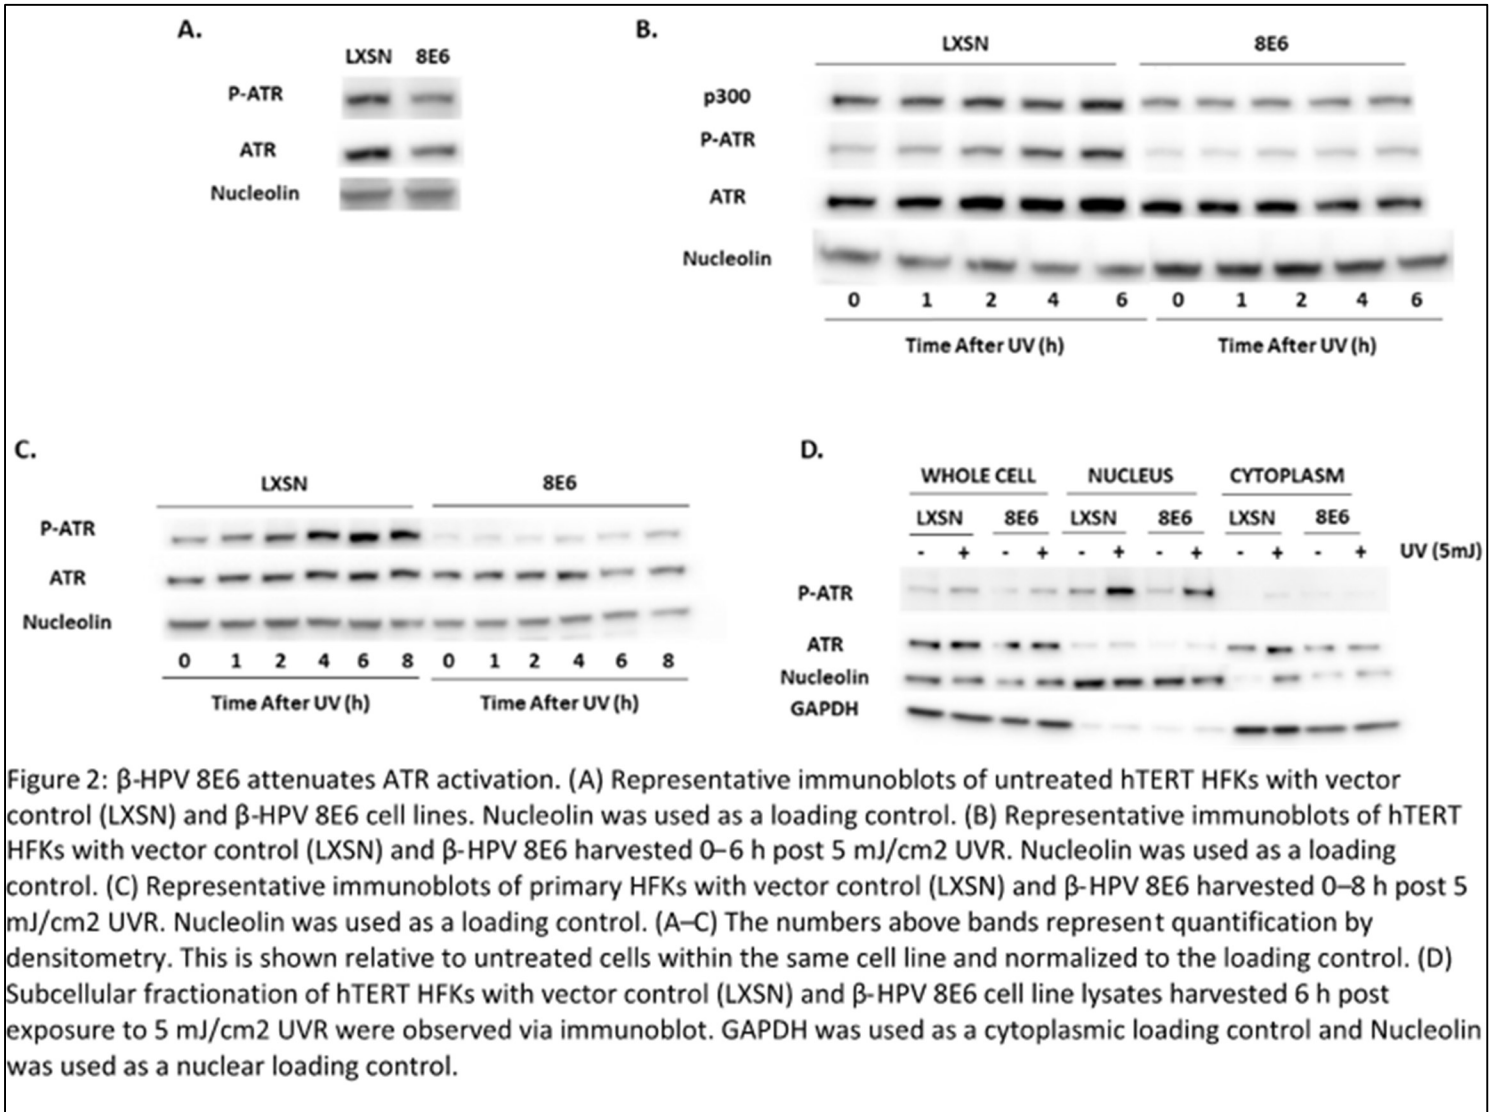 A.
LXSN 8E6
P-ATR
ATR
Nucleolin
B.
LXSN 8E6
p300
P-ATR
ATR
Nucleolin
0 1 2 4 6 0 1 2 4 6
Time After UV (h) Time After UV (h)
C.
LXSN 8E6
P-ATR
ATR
Nucleolin
0 1 2 4 6 8 0 1 2 4 6 8
Time After UV (h) Time After UV (h)
D.
WHOLE CELL NUCLEUS CYTOPLASM
LXSN 8E6 LXSN 8E6 LXSN 8E6
- + - + - + - + - + - + UV (5mJ)
P-ATR
ATR
Nucleolin
GAPDH
Figure 2: β-HPV 8E6 attenuates ATR activation. (A) Representative immunoblots of untreated hTERT HFKs with vector
control (LXSN) and β-HPV 8E6 cell lines. Nucleolin was used as a loading control. (B) Representative immunoblots of hTERT
HFKs with vector control (LXSN) and β-HPV 8E6 harvested 0–6 h post 5 mJ/cm2 UVR. Nucleolin was used as a loading
control. (C) Representative immunoblots of primary HFKs with vector control (LXSN) and β-HPV 8E6 harvested 0–8 h post 5
mJ/cm2 UVR. Nucleolin was used as a loading control. (A–C) The numbers above bands represent quantification by
densitometry. This is shown relative to untreated cells within the same cell line and normalized to the loading control. (D)
Subcellular fractionation of hTERT HFKs with vector control (LXSN) and β-HPV 8E6 cell line lysates harvested 6 h post
exposure to 5 mJ/cm2 UVR were observed via immunoblot. GAPDH was used as a cytoplasmic loading control and Nucleolin
was used as a nuclear loading control.